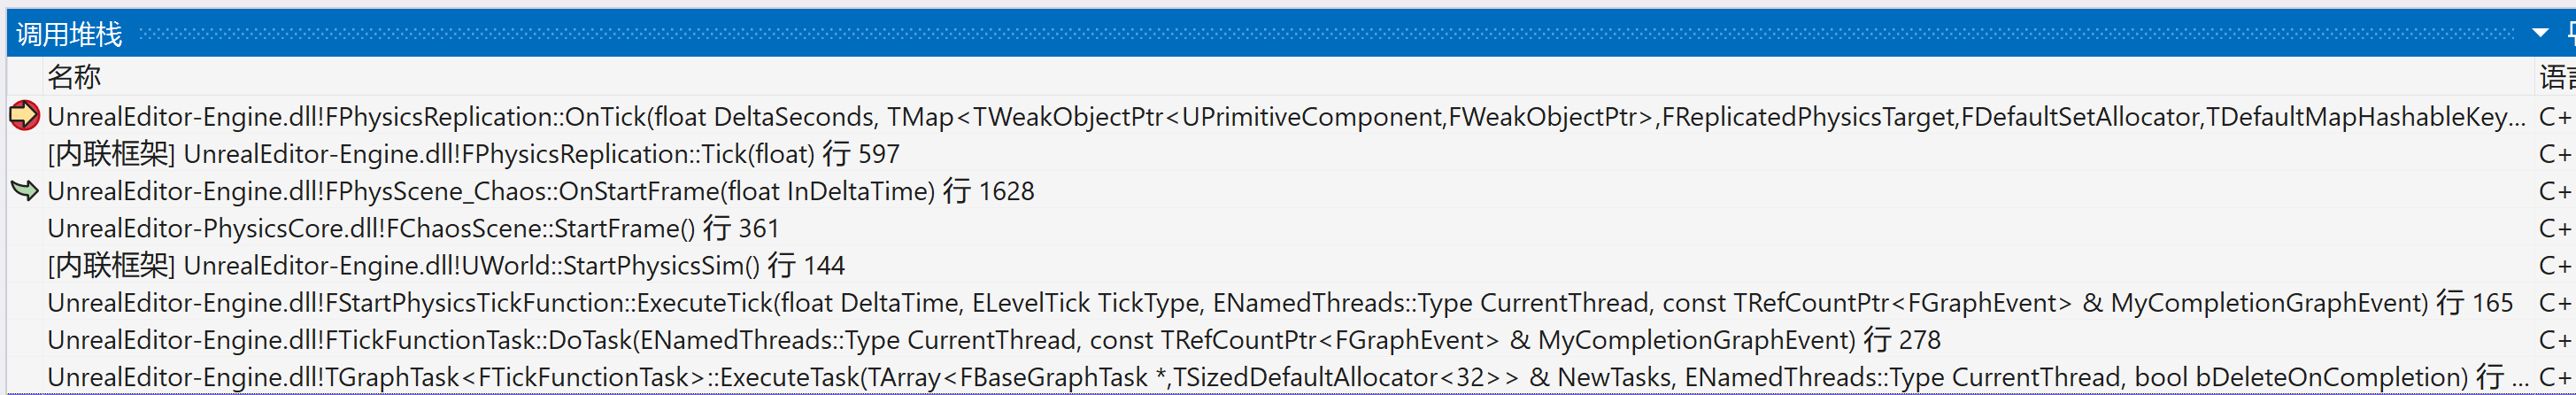 调用堆栈
名称 语言
UnrealEditor-Engine.dll!FPhysicsReplication::OnTick(float DeltaSeconds, TMap<TWeakObjectPtr<UPrimitiveComponent,FWeakObjectPtr>,FReplicatedPhysicsTarget,FDefaultSetAllocator,TDefaultMapHashableKey... C+
[内联框架] UnrealEditor-Engine.dll!FPhysicsReplication::Tick(float) 行 597 C+
UnrealEditor-Engine.dll!FPhysScene_Chaos::OnStartFrame(float InDeltaTime) 行 1628 C+
UnrealEditor-PhysicsCore.dll!FChaosScene::StartFrame() 行 361 C+
[内联框架] UnrealEditor-Engine.dll!UWorld::StartPhysicsSim() 行 144 C+
UnrealEditor-Engine.dll!FStartPhysicsTickFunction::ExecuteTick(float DeltaTime, ELevelTick TickType, ENamedThreads::Type CurrentThread, const TRefCountPtr<FGraphEvent> & MyCompletionGraphEvent) 行 165 C+
UnrealEditor-Engine.dll!FTickFunctionTask::DoTask(ENamedThreads::Type CurrentThread, const TRefCountPtr<FGraphEvent> & MyCompletionGraphEvent) 行 278 C+
UnrealEditor-Engine.dll!TGraphTask<FTickFunctionTask>::ExecuteTask(TArray<FBaseGraphTask *,TSizedDefaultAllocator<32>> & NewTasks, ENamedThreads::Type CurrentThread, bool bDeleteOnCompletion) 行 ... C+